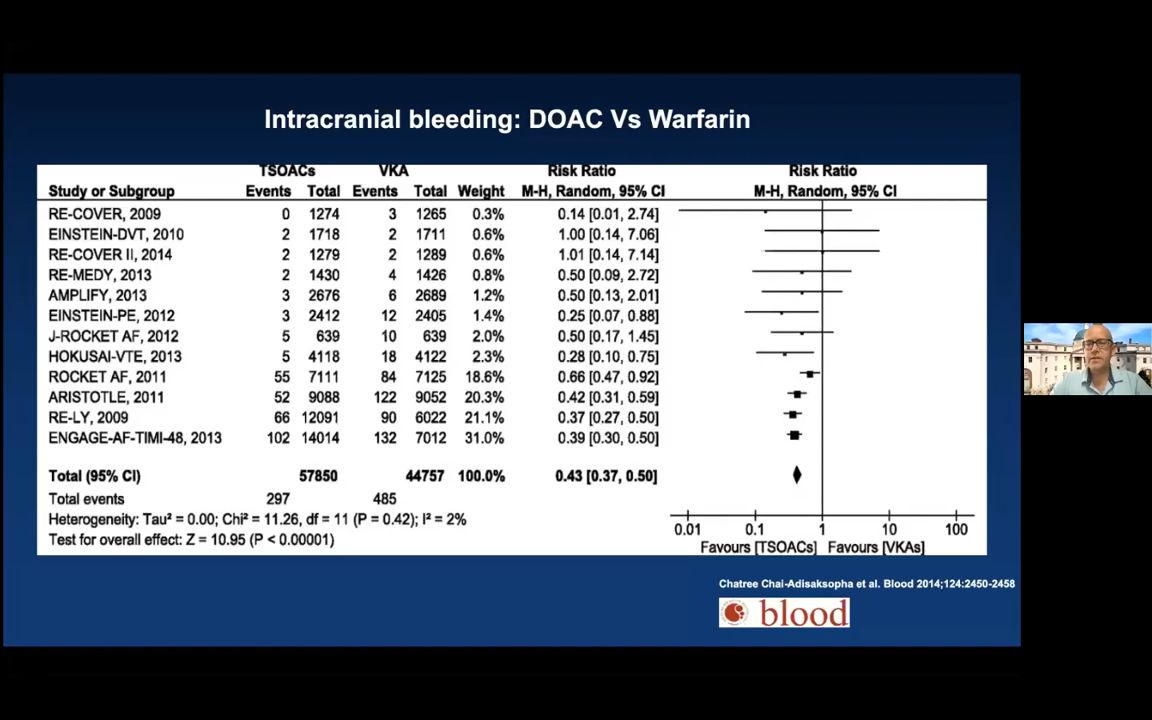 Intracranial bleeding: DOAC Vs Warfarin
TSOACs VKA Risk Ratio Risk Ratio
Study or Subgroup Events Total Events Total Weight M-H, Random, 95% CI M-H, Random, 95% CI
RE-COVER, 2009 0 1274 3 1265 0.3% 0.14 [0.01, 2.74]
EINSTEIN-DVT, 2010 2 1718 2 1711 0.6% 1.00 [0.14, 7.06]
RE-COVER II, 2014 2 1279 2 1289 0.6% 1.01 [0.14, 7.14]
RE-MEDY, 2013 2 1430 4 1426 0.8% 0.50 [0.09, 2.72]
AMPLIFY, 2013 3 2676 6 2689 1.2% 0.50 [0.13, 2.01]
EINSTEIN-PE, 2012 3 2412 12 2405 1.4% 0.25 [0.07, 0.88]
J-ROCKET AF, 2012 5 639 10 639 2.0% 0.50 [0.17, 1.45]
HOKUSAI-VTE, 2013 5 4118 18 4122 2.3% 0.28 [0.10, 0.75]
ROCKET AF, 2011 55 7111 84 7125 18.6% 0.66 [0.47, 0.92]
ARISTOTLE, 2011 52 9088 122 9052 20.3% 0.42 [0.31, 0.59]
RE-LY, 2009 66 12091 90 6022 21.1% 0.37 [0.27, 0.50]
ENGAGE-AF-TIMI-48, 2013 102 14014 132 7012 31.0% 0.39 [0.30, 0.50]
Total (95% CI) 57850 44757 100.0% 0.43 [0.37, 0.50]
Total events 297 485
Heterogeneity: Tau² = 0.00; Chi² = 11.26, df = 11 (P = 0.42); I² = 2%
Test for overall effect: Z = 10.95 (P < 0.00001)
0.01 0.1 1 10 100
Favours [TSOACs] Favours [VKAs]
Chatree Chai-Adisaksopha et al. Blood 2014;124:2450-2458
blood